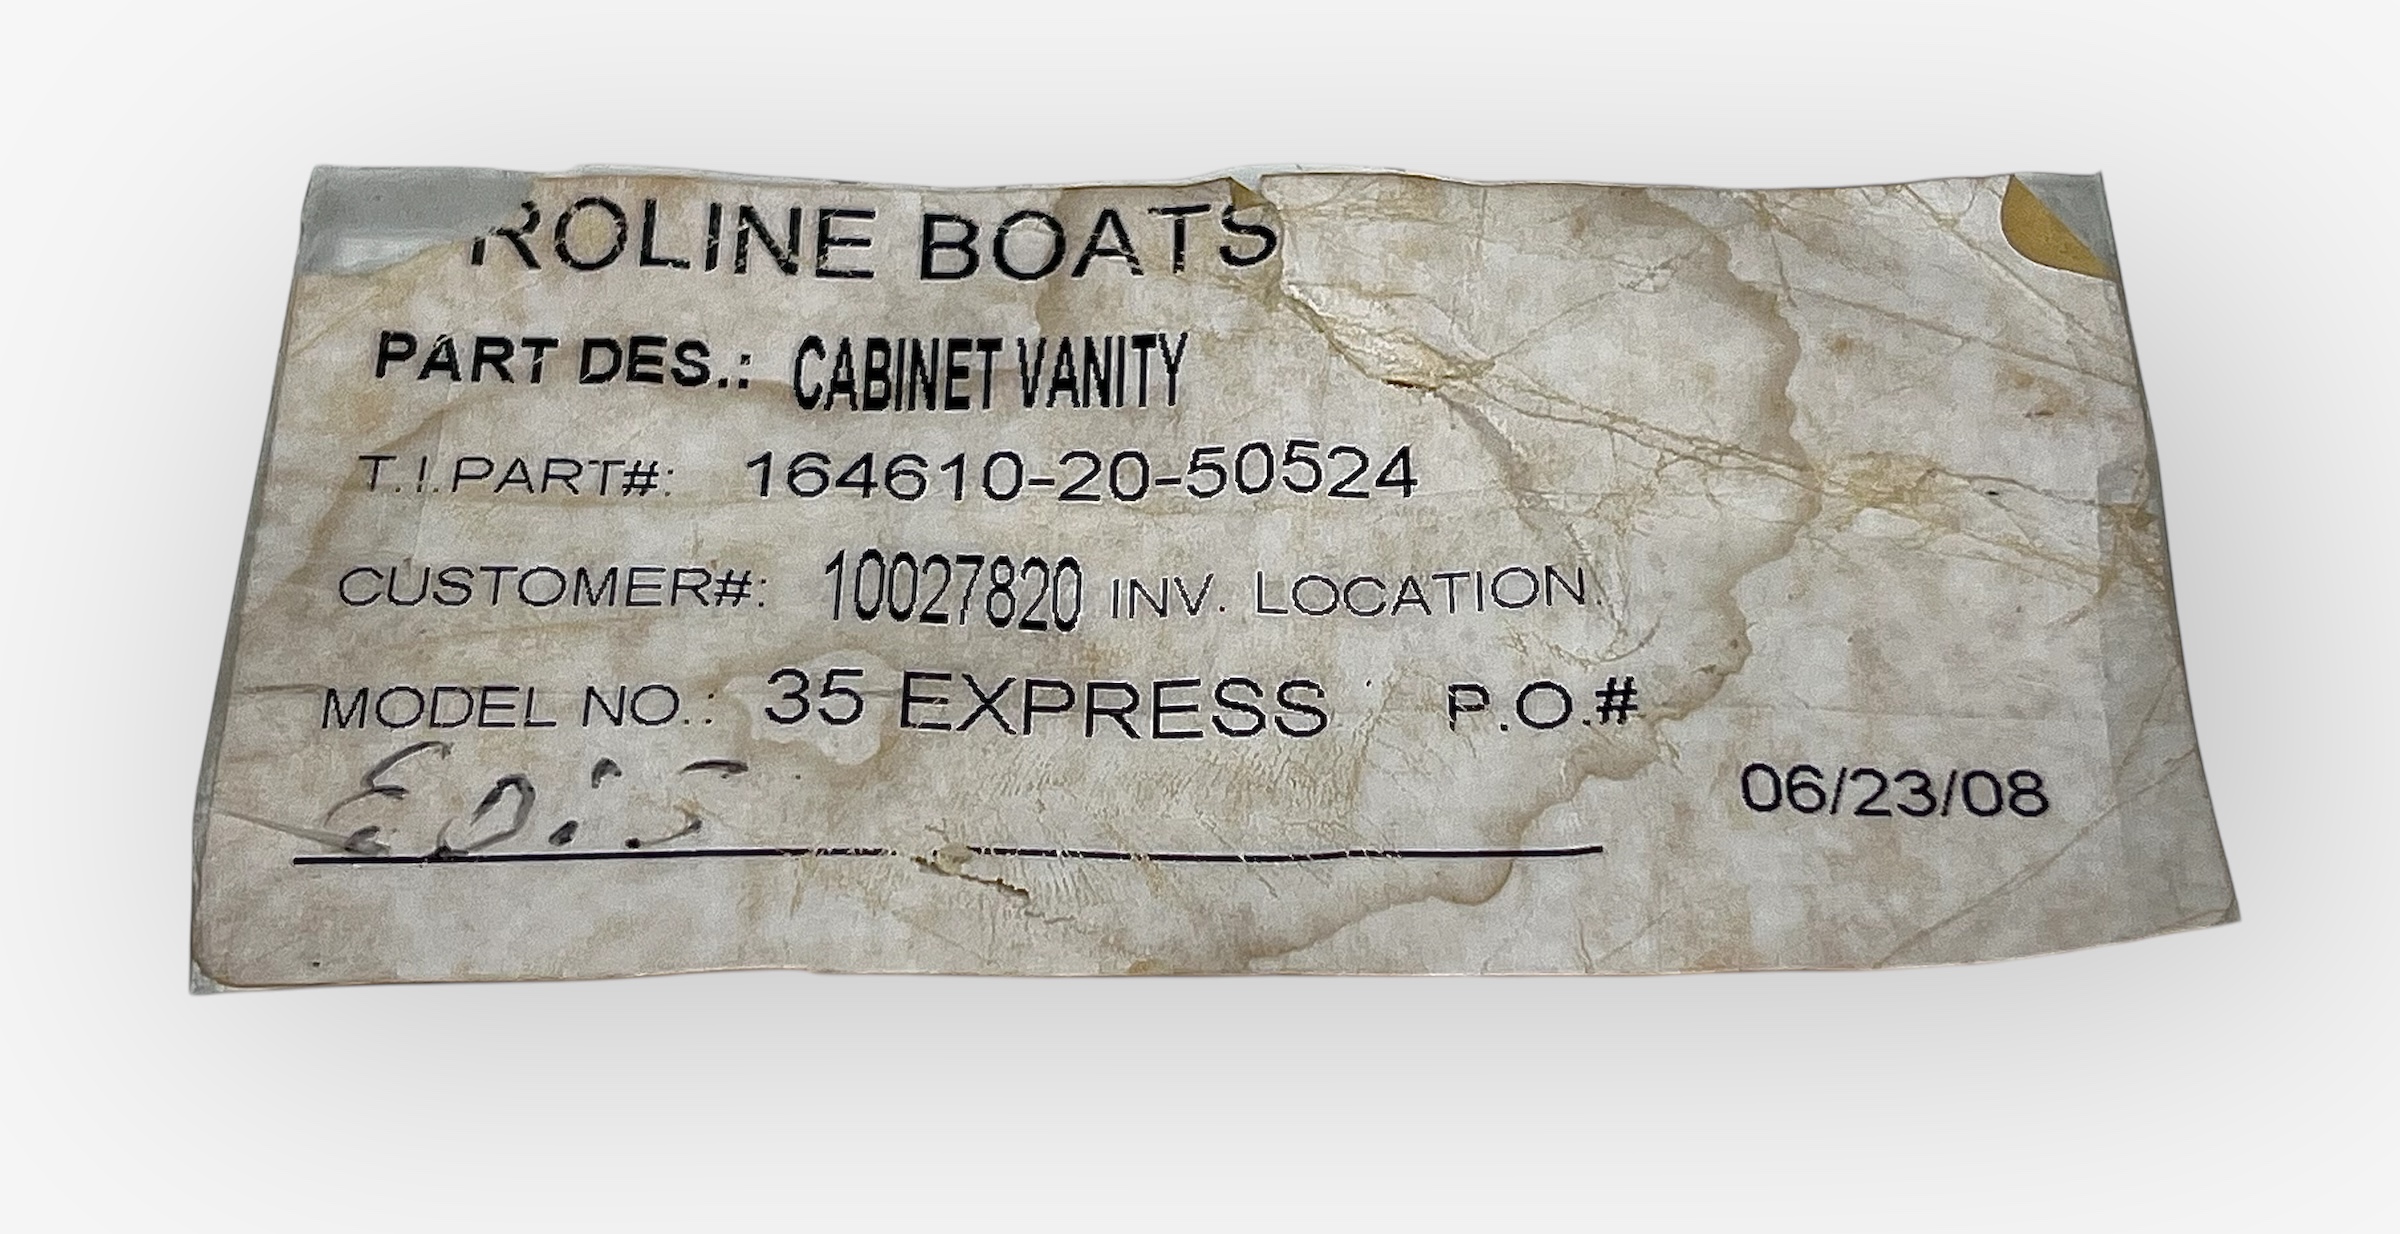 ROLINE BOATS
PART DES.: CABINET VANITY
T.I.PART#: 164610-20-50524
CUSTOMER#: 10027820 INV. LOCATION.
MODEL NO.: 35 EXPRESS P.O.#
06/23/08